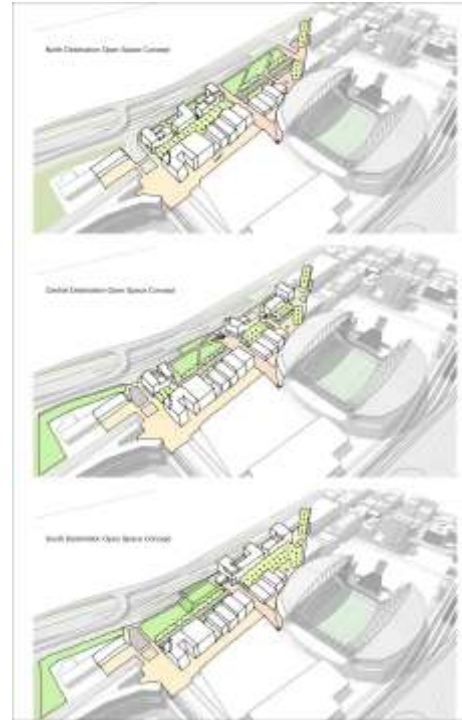 North Destination Open Space Concept
Central Destination Open Space Concept
South Destination Open Space Concept